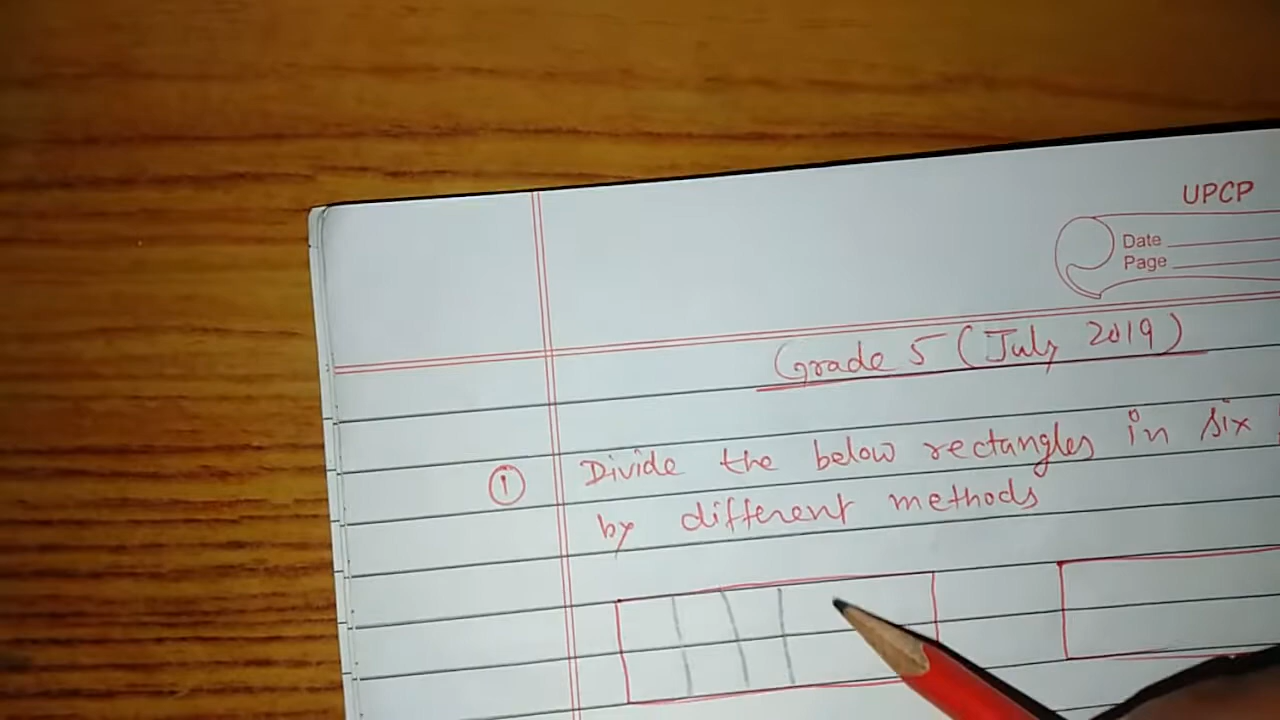 UPCP
Date
Page
Grade 5 (July 2019)
① Divide the below rectangles in six
by different methods